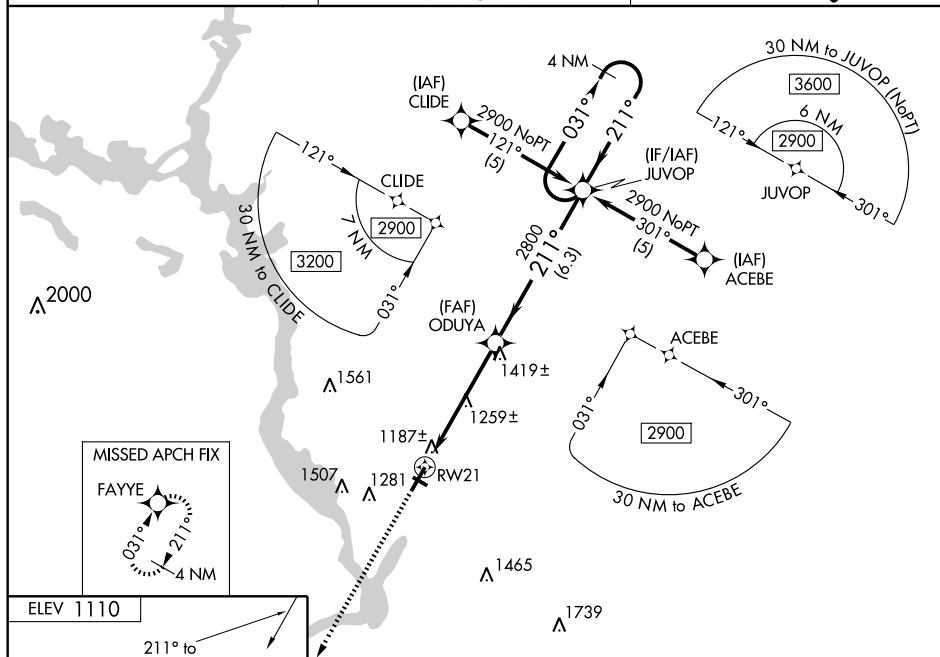 4 NM
(IAF)
CLIDE
2900 NoPT
121°
(5)
031°
211°
(IF/IAF)
JUVOP
2900 NoPT
301°
(5)
(IAF)
ACEBE
30 NM to JUVOP (NoPT)
3600
6 NM
2900
121°
JUVOP
301°
121°
CLIDE
7 NM
2900
3200
30 NM to CLIDE
031°
2800
211°
(6.3)
(FAF)
ODUYA
2000
1419±
1561
1259±
ACEBE
301°
031°
2900
30 NM to ACEBE
1187±
RW21
1507
1281
MISSED APCH FIX
FAYYE
031°
211°
4 NM
1465
1739
ELEV 1110
211° to